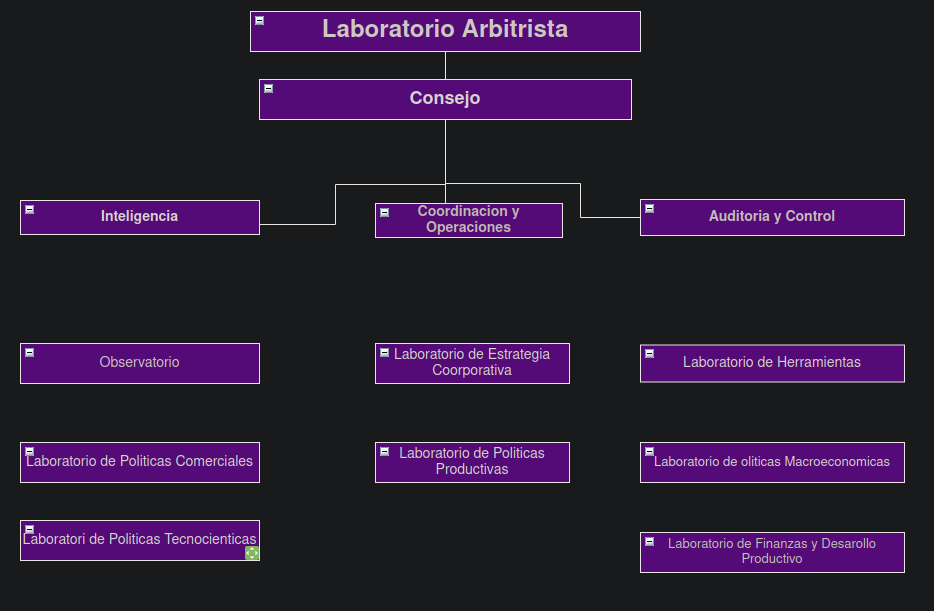 Laboratorio Arbitrista
Consejo
Inteligencia
Coordinacion y
Operaciones
Auditoria y Control
Observatorio
Laboratorio de Estrategia
Coorporativa
Laboratorio de Herramientas
Laboratorio de Politicas Comerciales
Laboratorio de Politicas
Productivas
Laboratorio de oliticas Macroeconomicas
Laboratori de Politicas Tecnocienticas
Laboratorio de Finanzas y Desarollo
Productivo